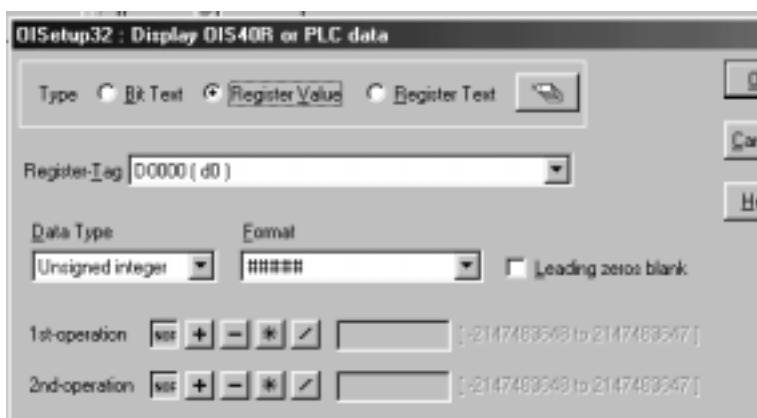 OISetup32 : Display OIS40R or PLC data
Type Bit Text Register Value Register Text
Register-Tag D0000 ( d0 )
Data Type Format
Unsigned integer ##### Leading zeros blank
1st-operation + − * / [ -2147483648 to 2147483647 ]
2nd-operation + − * / [ -2147483648 to 2147483647 ]